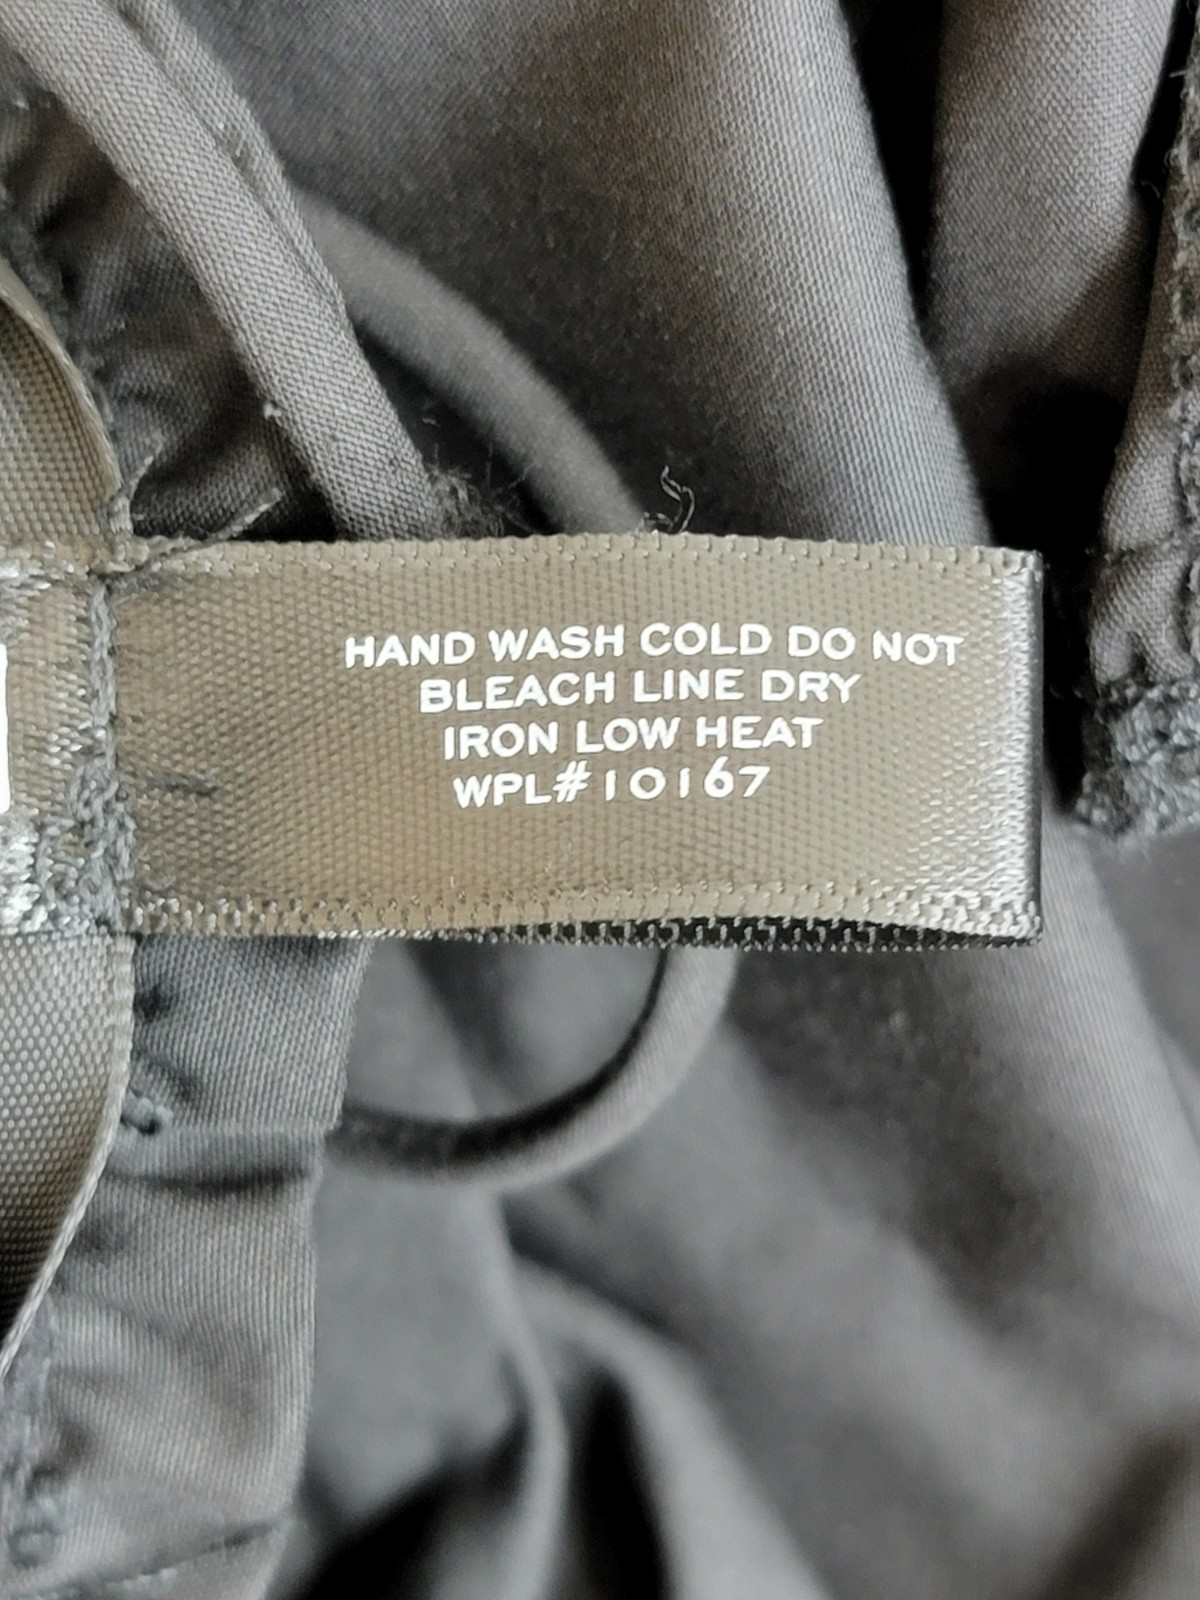 HAND WASH COLD DO NOT
BLEACH LINE DRY
IRON LOW HEAT
WPL#10167